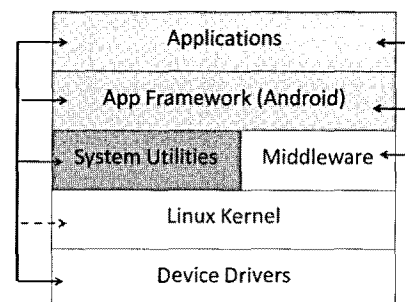 Applications
App Framework (Android)
System Utilities
Middleware
Linux Kernel
Device Drivers